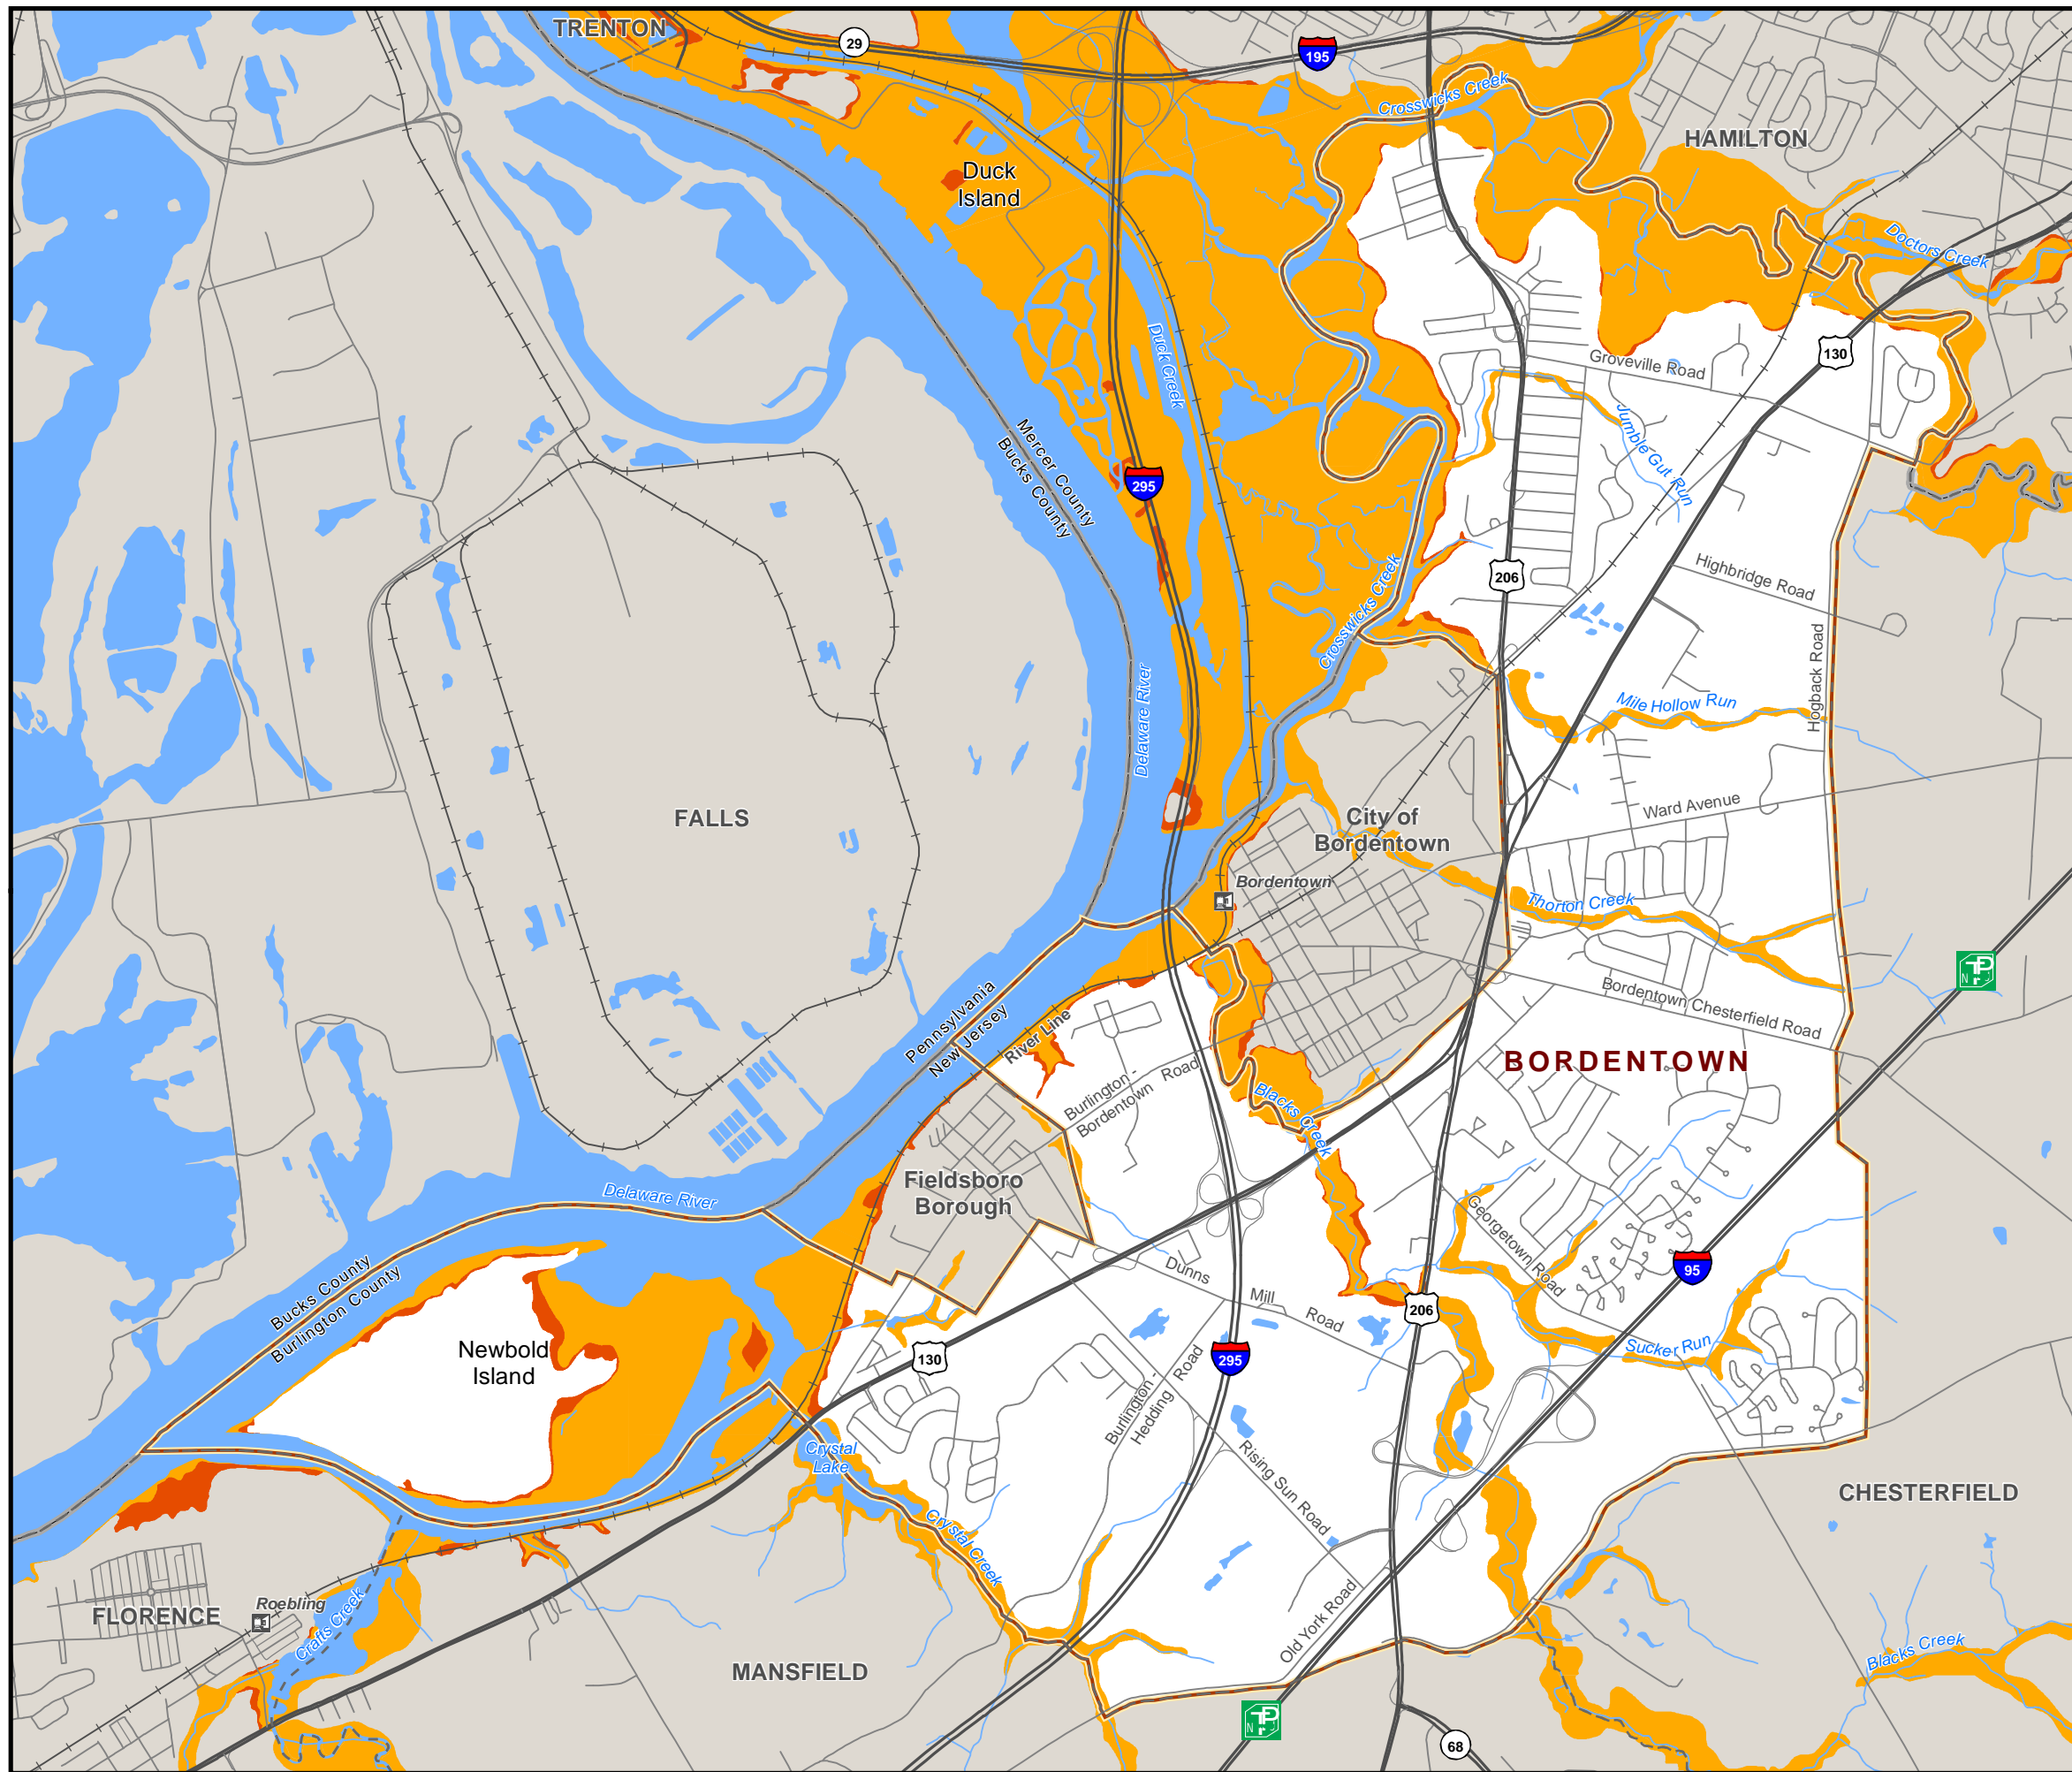 TRENTON
29
195
Crosswicks Creek
HAMILTON
Duck
Island
Doctors Creek
Duck Creek
130
Groveville Road
Jumble Gut Run
Mercer County
Bucks County
295
206
Highbridge Road
Crosswicks Creek
Hogback Road
Delaware River
Mile Hollow Run
FALLS
Ward Avenue
City of
Bordentown
Bordentown
Thorton Creek
N
TP
r
Bordentown Chesterfield Road
Pennsylvania
New Jersey
River Line
BORDENTOWN
Burlington -
Bordentown Road
Blacks Creek
Fieldsboro
Borough
Delaware River
Georgetown Road
Bucks County
Burlington County
Dunns Mill Road
95
206
Newbold
Island
130
295
Sucker Run
Burlington -
Hedding Road
Crystal
Lake
Rising Sun Road
CHESTERFIELD
Crystal Creek
Roebling
FLORENCE
Crafts Creek
Old York Road
Blacks Creek
MANSFIELD
N
TP
r
68